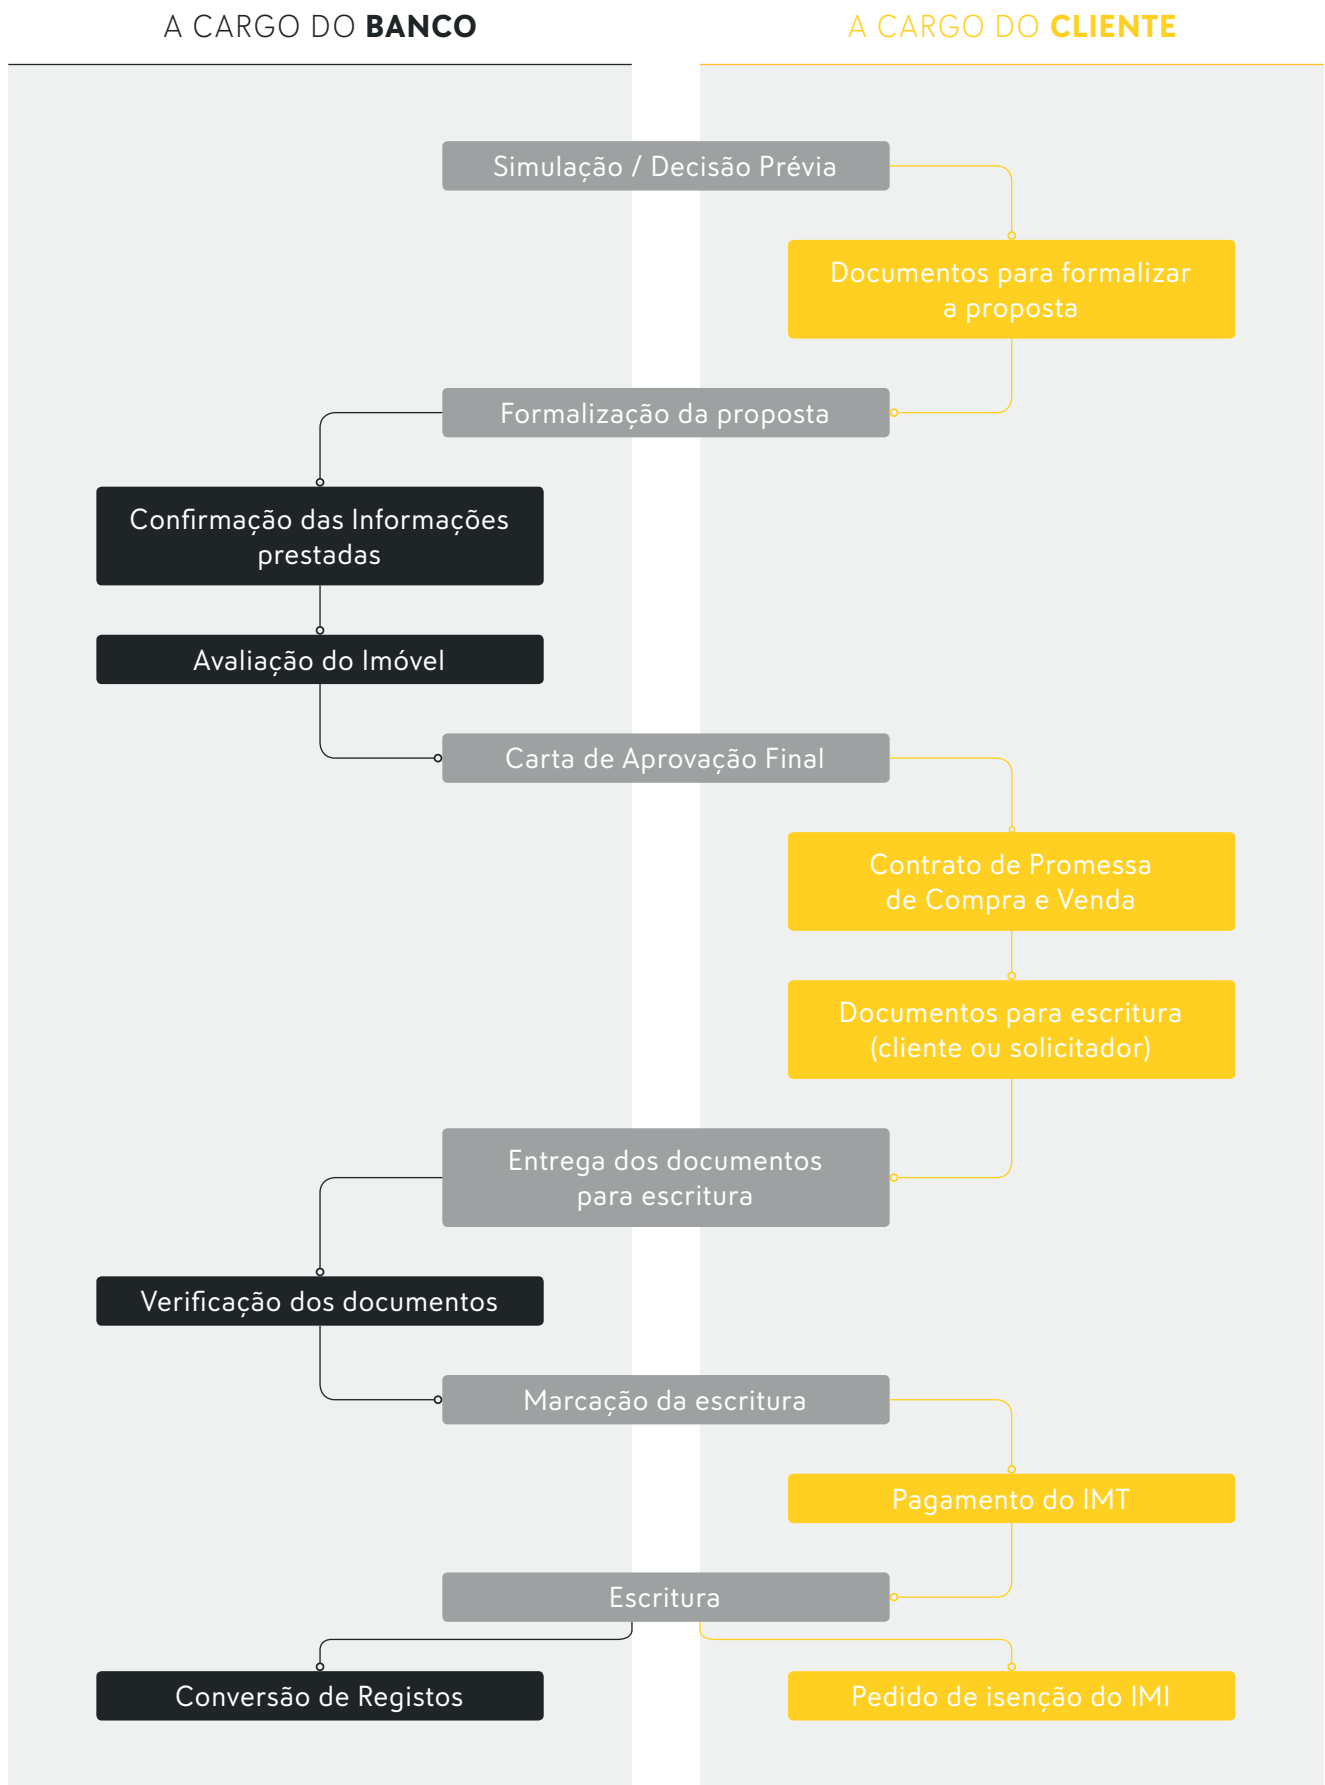 A CARGO DO BANCO
A CARGO DO CLIENTE
Simulação / Decisão Prévia
Documentos para formalizar
a proposta
Formalização da proposta
Confirmação das Informações
prestadas
Avaliação do Imóvel
Carta de Aprovação Final
Contrato de Promessa
de Compra e Venda
Documentos para escritura
(cliente ou solicitador)
Entrega dos documentos
para escritura
Verificação dos documentos
Marcação da escritura
Pagamento do IMT
Escritura
Conversão de Registos
Pedido de isenção do IMI